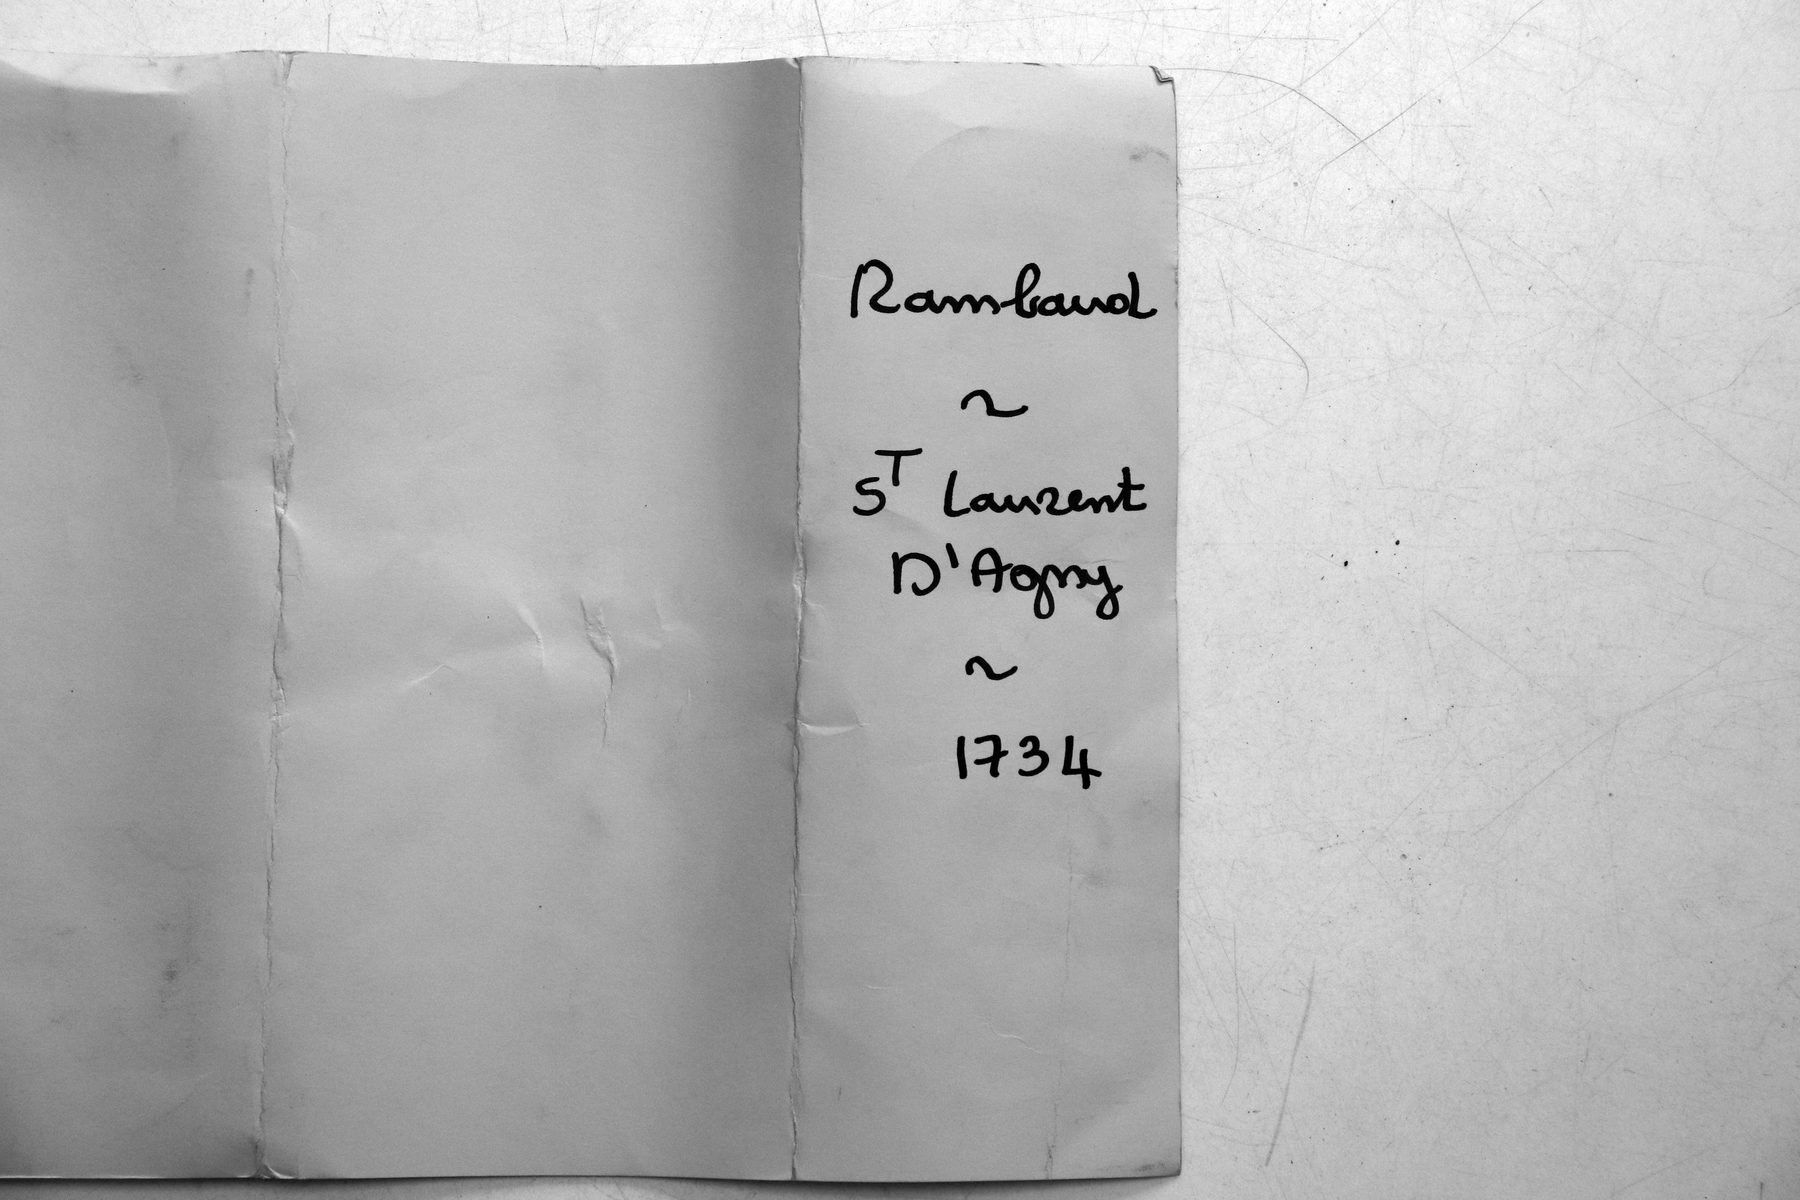 Rambaud
~
ST Laurent
D'Agny
~
1734